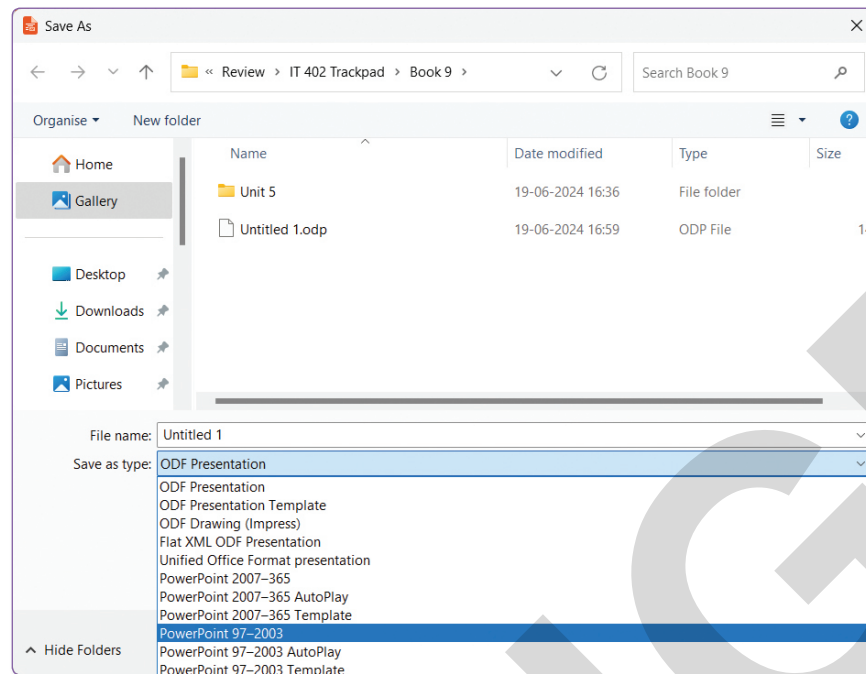 Save As
« Review > IT 402 Trackpad > Book 9 >
Search Book 9
Organise New folder
?
Name Date modified Type Size
Home
Gallery
Desktop
Downloads
Documents
Pictures
Unit 5 19-06-2024 16:36 File folder
Untitled 1.odp 19-06-2024 16:59 ODP File
File name: Untitled 1
Save as type: ODF Presentation
ODF Presentation
ODF Presentation Template
ODF Drawing (Impress)
Flat XML ODF Presentation
Unified Office Format presentation
PowerPoint 2007–365
PowerPoint 2007–365 AutoPlay
PowerPoint 2007–365 Template
PowerPoint 97–2003
PowerPoint 97–2003 AutoPlay
PowerPoint 97–2003 Template
Hide Folders